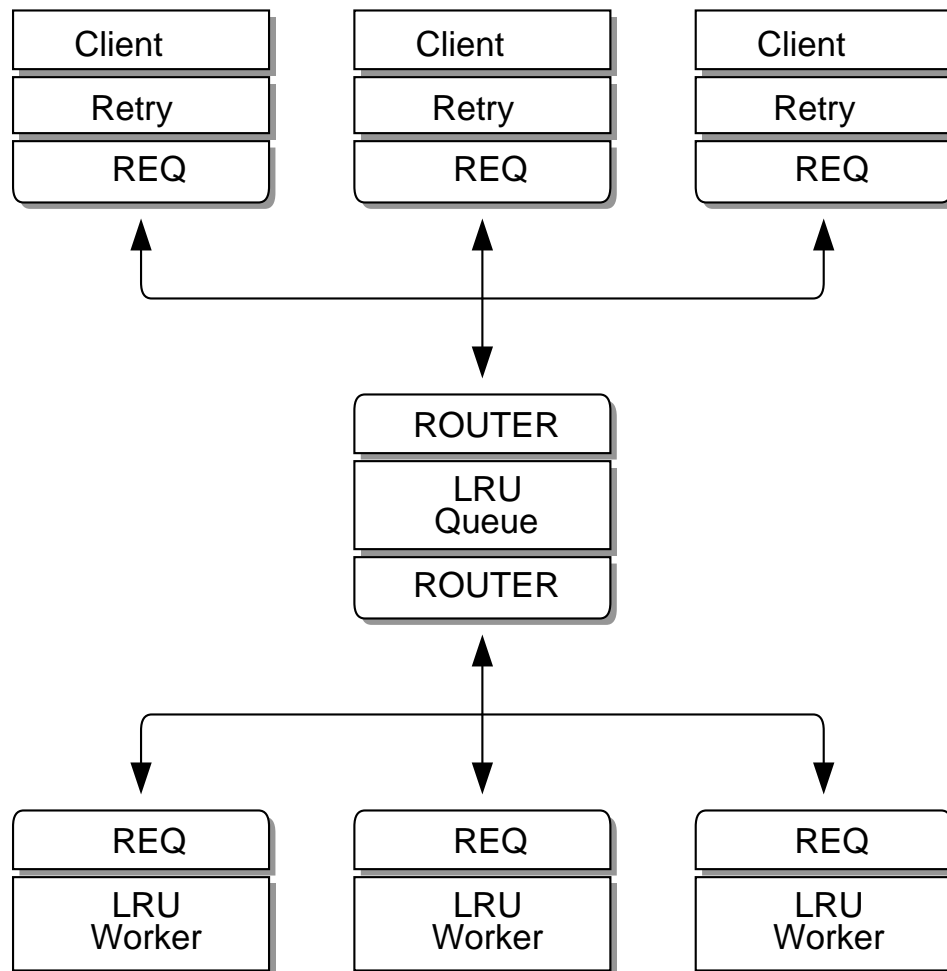 Client
Client
Client
Retry
Retry
Retry
REQ
REQ
REQ
ROUTER
LRU
Queue
ROUTER
REQ
REQ
REQ
LRU
Worker
LRU
Worker
LRU
Worker